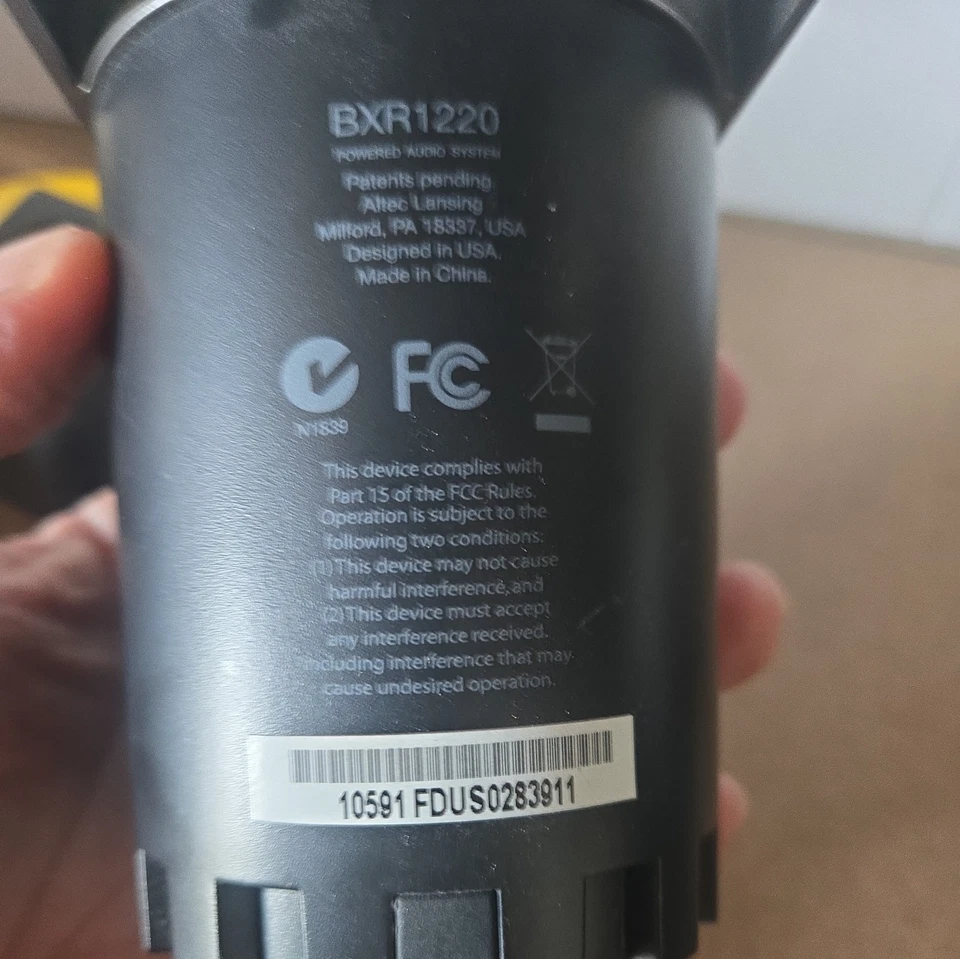 BXR1220
POWERED AUDIO SYSTEM
Patents pending.
Altec Lansing
Milford, PA 18337, USA
Designed in USA.
Made in China.
FC
N1839
This device complies with
Part 15 of the FCC Rules.
Operation is subject to the
following two conditions:
(1) This device may not cause
harmful interference, and
(2) This device must accept
any interference received.
including interference that may
cause undesired operation.
10591 FDUS0283911